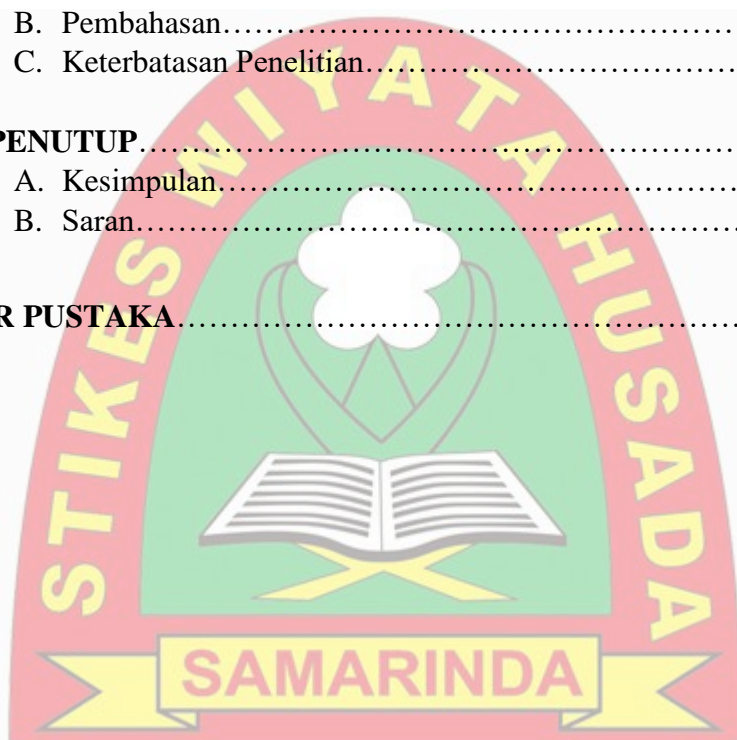 B. Pembahasan……………………………………………
C. Keterbatasan Penelitian………………………………
PENUTUP………………………………………………………
A. Kesimpulan……………………………………………
B. Saran……………………………………………………
R PUSTAKA……………………………………………………
STIKES WIYATA HUSADA
SAMARINDA